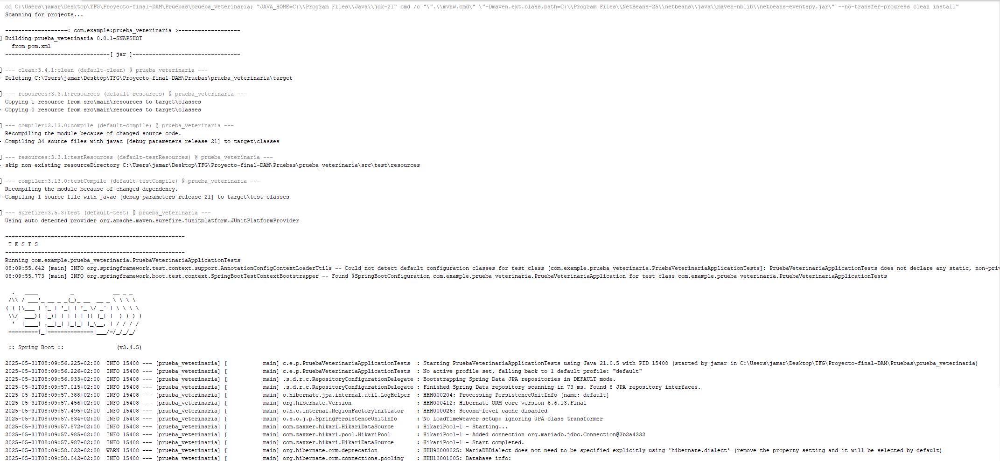 cd C:\Users\jamar\Desktop\TFG\Proyecto-final-DAM\Pruebas\prueba_veterinaria; "JAVA_HOME=C:\\Program Files\\Java\\jdk-21" cmd /c "\".\\mvnw.cmd\" \"-Dmaven.ext.class.path=C:\\Program Files\\NetBeans-25\\netbeans\\java\\maven-nblib\\netbeans-eventspy.jar\" --no-transfer-progress clean install"
Scanning for projects...
-------------------< com.example:prueba_veterinaria >-------------------
Building prueba_veterinaria 0.0.1-SNAPSHOT
  from pom.xml
--------------------------------[ jar ]---------------------------------
--- clean:3.4.1:clean (default-clean) @ prueba_veterinaria ---
Deleting C:\Users\jamar\Desktop\TFG\Proyecto-final-DAM\Pruebas\prueba_veterinaria\target
--- resources:3.3.1:resources (default-resources) @ prueba_veterinaria ---
Copying 1 resource from src\main\resources to target\classes
Copying 0 resource from src\main\resources to target\classes
--- compiler:3.13.0:compile (default-compile) @ prueba_veterinaria ---
Recompiling the module because of changed source code.
Compiling 34 source files with javac [debug parameters release 21] to target\classes
--- resources:3.3.1:testResources (default-testResources) @ prueba_veterinaria ---
skip non existing resourceDirectory C:\Users\jamar\Desktop\TFG\Proyecto-final-DAM\Pruebas\prueba_veterinaria\src\test\resources
--- compiler:3.13.0:testCompile (default-testCompile) @ prueba_veterinaria ---
Recompiling the module because of changed dependency.
Compiling 1 source file with javac [debug parameters release 21] to target\test-classes
--- surefire:3.5.3:test (default-test) @ prueba_veterinaria ---
Using auto detected provider org.apache.maven.surefire.junitplatform.JUnitPlatformProvider
-------------------------------------------------------
 T E S T S
-------------------------------------------------------
Running com.example.prueba_veterinaria.PruebaVeterinariaApplicationTests
08:09:55.642 [main] INFO org.springframework.test.context.support.AnnotationConfigContextLoaderUtils -- Could not detect default configuration classes for test class [com.example.prueba_veterinaria.PruebaVeterinariaApplicationTests]: PruebaVeterinariaApplicationTests does not declare any static, non-priv
08:09:55.773 [main] INFO org.springframework.boot.test.context.SpringBootTestContextBootstrapper -- Found @SpringBootConfiguration com.example.prueba_veterinaria.PruebaVeterinariaApplication for test class com.example.prueba_veterinaria.PruebaVeterinariaApplicationTests
  .   ____          _            __ _ _
 /\\ / ___'_ __ _ _(_)_ __  __ _ \ \ \ \
( ( )\___ | '_ | '_| | '_ \/ _` | \ \ \ \
 \\/  ___)| |_)| | | | | || (_| |  ) ) ) )
  '  |____| .__|_| |_|_| |_\__, | / / / /
 =========|_|==============|___/=/_/_/_/
 :: Spring Boot ::                (v3.4.5)
2025-05-31T08:09:56.225+02:00  INFO 15408 --- [prueba_veterinaria] [           main] c.e.p.PruebaVeterinariaApplicationTests  : Starting PruebaVeterinariaApplicationTests using Java 21.0.5 with PID 15408 (started by jamar in C:\Users\jamar\Desktop\TFG\Proyecto-final-DAM\Pruebas\prueba_veterinaria)
2025-05-31T08:09:56.226+02:00  INFO 15408 --- [prueba_veterinaria] [           main] c.e.p.PruebaVeterinariaApplicationTests  : No active profile set, falling back to 1 default profile: "default"
2025-05-31T08:09:56.933+02:00  INFO 15408 --- [prueba_veterinaria] [           main] .s.d.r.c.RepositoryConfigurationDelegate : Bootstrapping Spring Data JPA repositories in DEFAULT mode.
2025-05-31T08:09:57.015+02:00  INFO 15408 --- [prueba_veterinaria] [           main] .s.d.r.c.RepositoryConfigurationDelegate : Finished Spring Data repository scanning in 73 ms. Found 8 JPA repository interfaces.
2025-05-31T08:09:57.388+02:00  INFO 15408 --- [prueba_veterinaria] [           main] o.hibernate.jpa.internal.util.LogHelper  : HHH000204: Processing PersistenceUnitInfo [name: default]
2025-05-31T08:09:57.456+02:00  INFO 15408 --- [prueba_veterinaria] [           main] org.hibernate.Version                    : HHH000412: Hibernate ORM core version 6.6.13.Final
2025-05-31T08:09:57.495+02:00  INFO 15408 --- [prueba_veterinaria] [           main] o.h.c.internal.RegionFactoryInitiator    : HHH000026: Second-level cache disabled
2025-05-31T08:09:57.834+02:00  INFO 15408 --- [prueba_veterinaria] [           main] o.s.o.j.p.SpringPersistenceUnitInfo      : No LoadTimeWeaver setup: ignoring JPA class transformer
2025-05-31T08:09:57.872+02:00  INFO 15408 --- [prueba_veterinaria] [           main] com.zaxxer.hikari.HikariDataSource       : HikariPool-1 - Starting...
2025-05-31T08:09:57.985+02:00  INFO 15408 --- [prueba_veterinaria] [           main] com.zaxxer.hikari.pool.HikariPool        : HikariPool-1 - Added connection org.mariadb.jdbc.Connection@2b2a4332
2025-05-31T08:09:57.987+02:00  INFO 15408 --- [prueba_veterinaria] [           main] com.zaxxer.hikari.HikariDataSource       : HikariPool-1 - Start completed.
2025-05-31T08:09:58.022+02:00  WARN 15408 --- [prueba_veterinaria] [           main] org.hibernate.orm.deprecation            : HHH90000025: MariaDBDialect does not need to be specified explicitly using 'hibernate.dialect' (remove the property setting and it will be selected by default)
2025-05-31T08:09:58.042+02:00  INFO 15408 --- [prueba_veterinaria] [           main] org.hibernate.orm.connections.pooling    : HHH10001005: Database info: